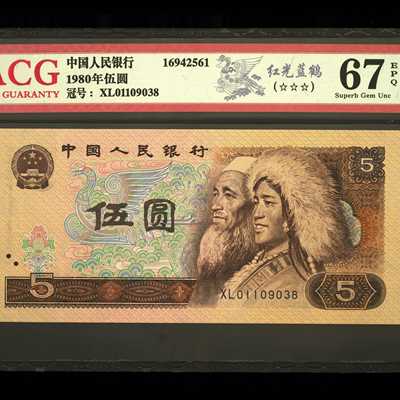 ACG
GUARANTY
中国人民银行
1980年伍圆
冠号： XL01109038
16942561
红光蓝鹤
(☆☆☆)
67
EPQ
Superb Gem Unc
中国人民银行
5
伍圆
5
5
XL01109038